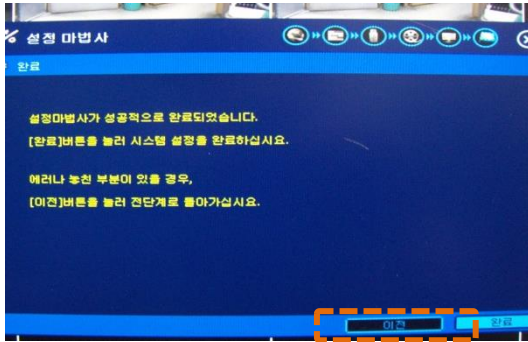 설정 마법사
완료
설정마법사가 성공적으로 완료되었습니다.
[완료]버튼을 눌러 시스템 설정을 완료하십시요.
에러나 놓친 부분이 있을 경우,
[이전]버튼을 눌러 전단계로 돌아가십시요.
이전
완료